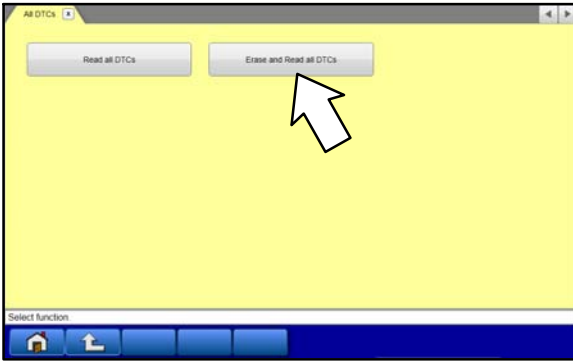 All DTCs x
Read all DTCs
Erase and Read all DTCs
Select function